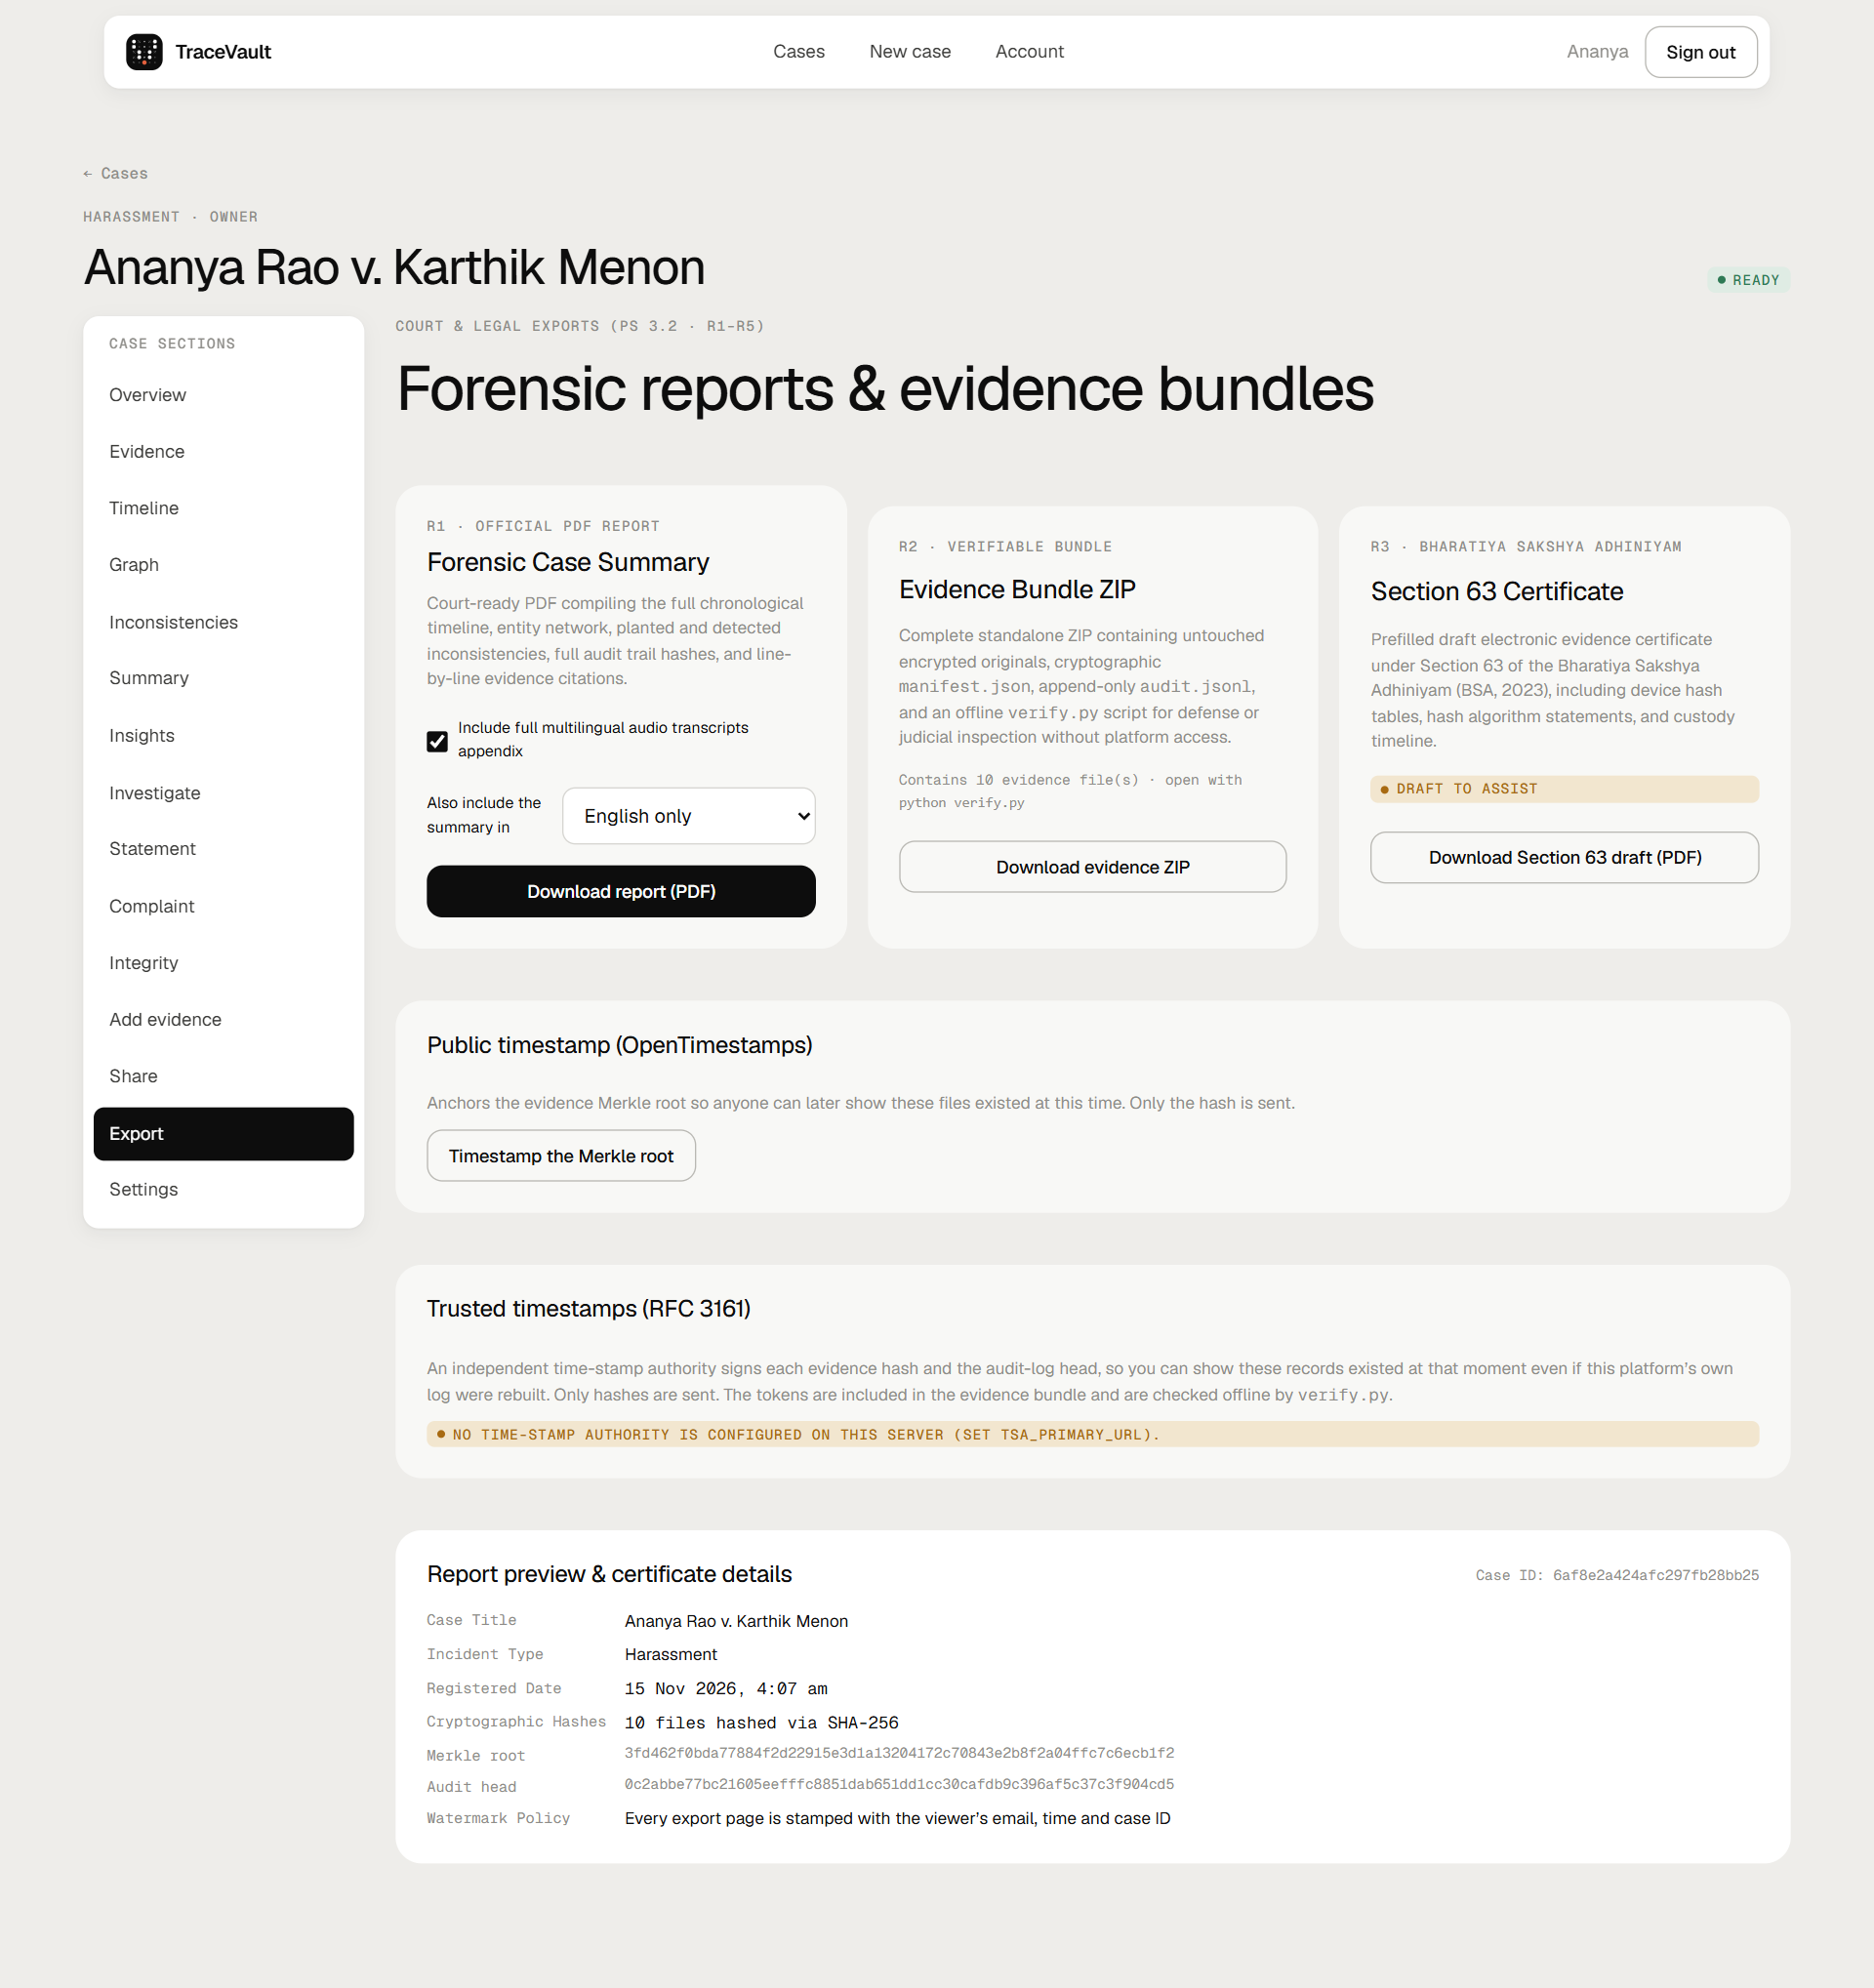 TraceVault
Cases
New case
Account
Ananya
Sign out
← Cases
HARASSMENT · OWNER
Ananya Rao v. Karthik Menon
READY
CASE SECTIONS
Overview
Evidence
Timeline
Graph
Inconsistencies
Summary
Insights
Investigate
Statement
Complaint
Integrity
Add evidence
Share
Export
Settings
COURT & LEGAL EXPORTS (PS 3.2 · R1–R5)
Forensic reports & evidence bundles
R1 · OFFICIAL PDF REPORT
Forensic Case Summary
Court-ready PDF compiling the full chronological
timeline, entity network, planted and detected
inconsistencies, full audit trail hashes, and line-
by-line evidence citations.
Include full multilingual audio transcripts
appendix
Also include the
summary in
English only
Download report (PDF)
R2 · VERIFIABLE BUNDLE
Evidence Bundle ZIP
Complete standalone ZIP containing untouched
encrypted originals, cryptographic
manifest.json, append-only audit.jsonl,
and an offline verify.py script for defense or
judicial inspection without platform access.
Contains 10 evidence file(s) · open with
python verify.py
Download evidence ZIP
R3 · BHARATIYA SAKSHYA ADHINIYAM
Section 63 Certificate
Prefilled draft electronic evidence certificate
under Section 63 of the Bharatiya Sakshya
Adhiniyam (BSA, 2023), including device hash
tables, hash algorithm statements, and custody
timeline.
DRAFT TO ASSIST
Download Section 63 draft (PDF)
Public timestamp (OpenTimestamps)
Anchors the evidence Merkle root so anyone can later show these files existed at this time. Only the hash is sent.
Timestamp the Merkle root
Trusted timestamps (RFC 3161)
An independent time-stamp authority signs each evidence hash and the audit-log head, so you can show these records existed at that moment even if this platform’s own
log were rebuilt. Only hashes are sent. The tokens are included in the evidence bundle and are checked offline by verify.py.
NO TIME-STAMP AUTHORITY IS CONFIGURED ON THIS SERVER (SET TSA_PRIMARY_URL).
Report preview & certificate details
Case ID: 6af8e2a424afc297fb28bb25
Case Title
Ananya Rao v. Karthik Menon
Incident Type
Harassment
Registered Date
15 Nov 2026, 4:07 am
Cryptographic Hashes
10 files hashed via SHA-256
Merkle root
3fd462f0bda77884f2d22915e3d1a13204172c70843e2b8f2a04ffc7c6ecb1f2
Audit head
0c2abbe77bc21605eefffc8851dab651dd1cc30cafdb9c396af5c37c3f904cd5
Watermark Policy
Every export page is stamped with the viewer’s email, time and case ID